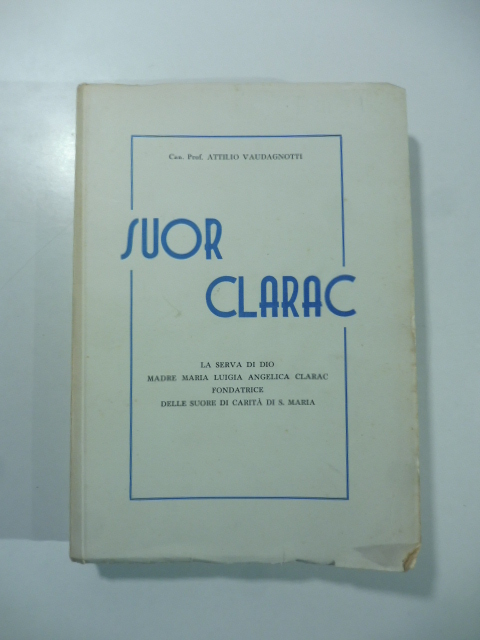 Can. Prof. ATTILIO VAUDAGNOTTI
SUOR
CLARAC
LA SERVA DI DIO
MADRE MARIA LUIGIA ANGELICA CLARAC
FONDATRICE
DELLE SUORE DI CARITÀ DI S. MARIA